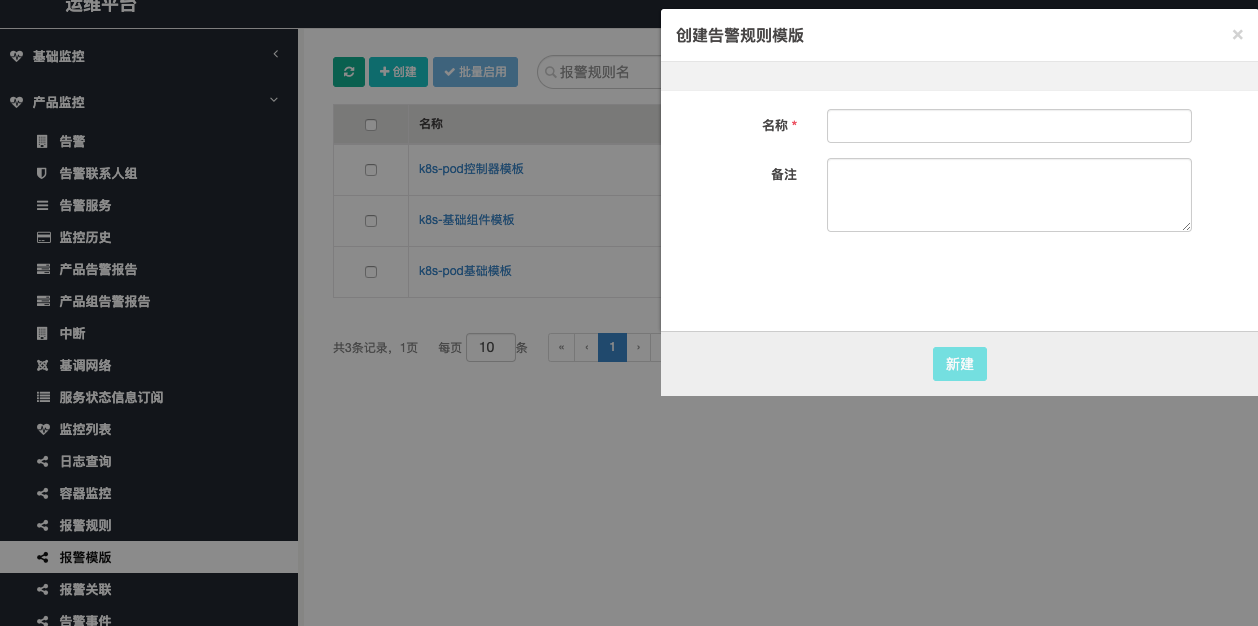 运维平台
基础监控
产品监控
告警
告警联系人组
告警服务
监控历史
产品告警报告
产品组告警报告
中断
基调网络
服务状态信息订阅
监控列表
日志查询
容器监控
报警规则
报警模版
报警关联
告警事件
创建
批量启用
报警规则名
名称
k8s-pod控制器模板
k8s-基础组件模板
k8s-pod基础模板
共3条记录，1页 每页 10 条 « ‹ 1 ›
创建告警规则模版 ×
名称 *
备注
新建